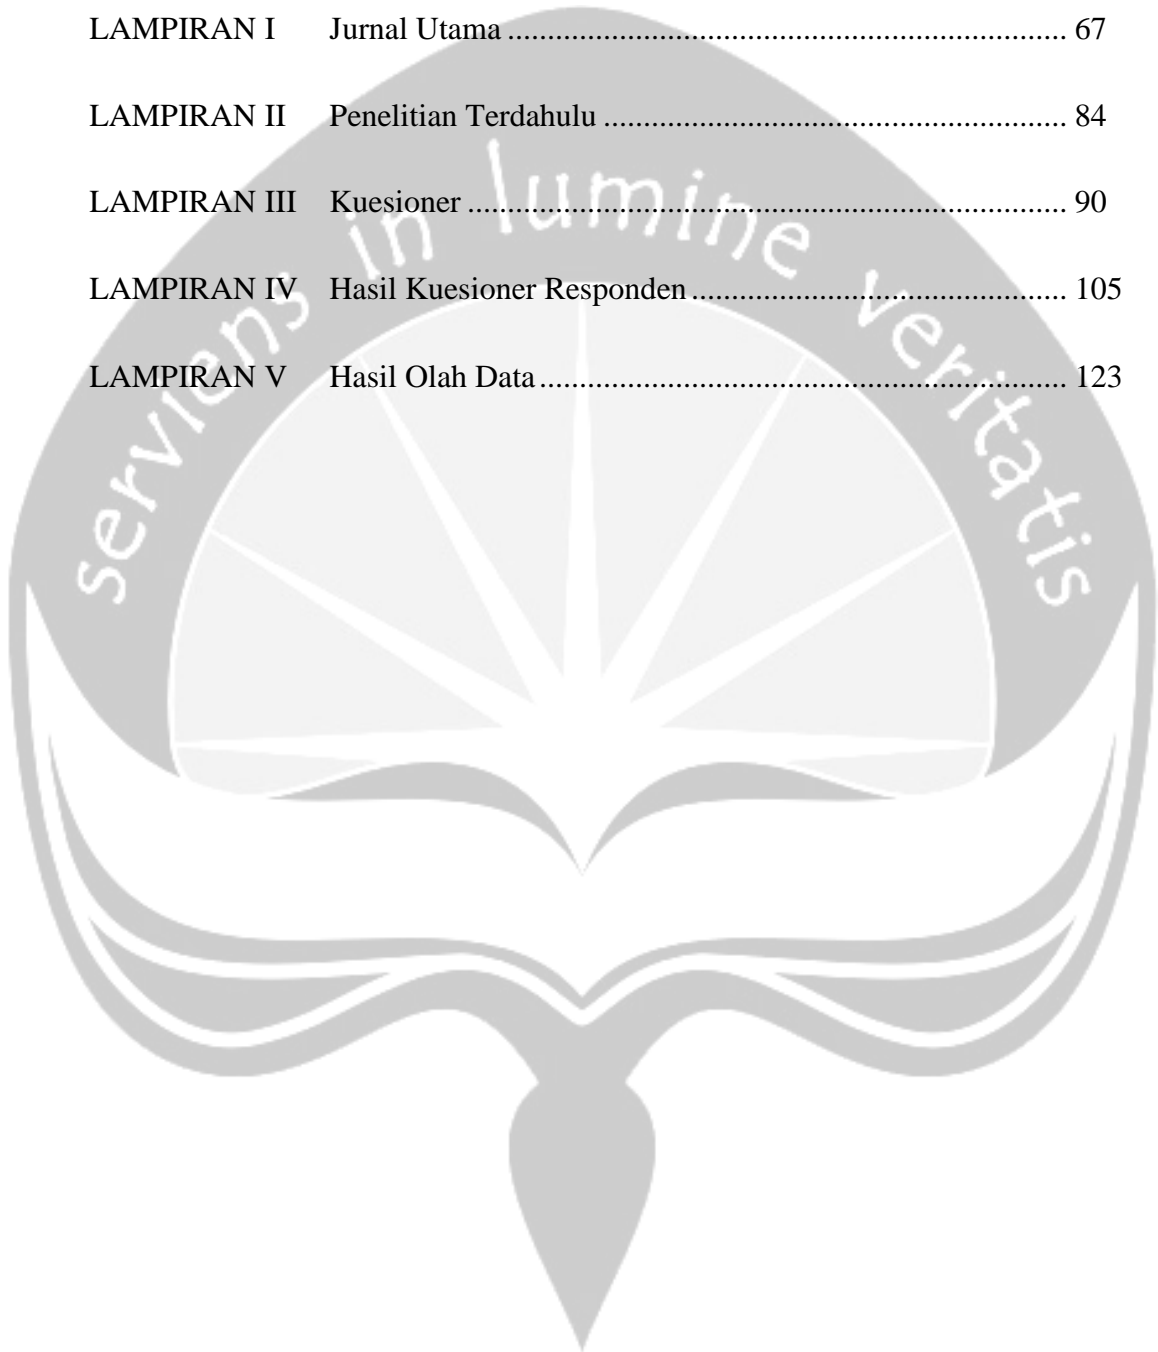 LAMPIRAN I Jurnal Utama ..................................................................... 67
LAMPIRAN II Penelitian Terdahulu ......................................................... 84
LAMPIRAN III Kuesioner .......................................................................... 90
LAMPIRAN IV Hasil Kuesioner Responden .............................................. 105
LAMPIRAN V Hasil Olah Data ................................................................. 123
serviens in lumine veritatis